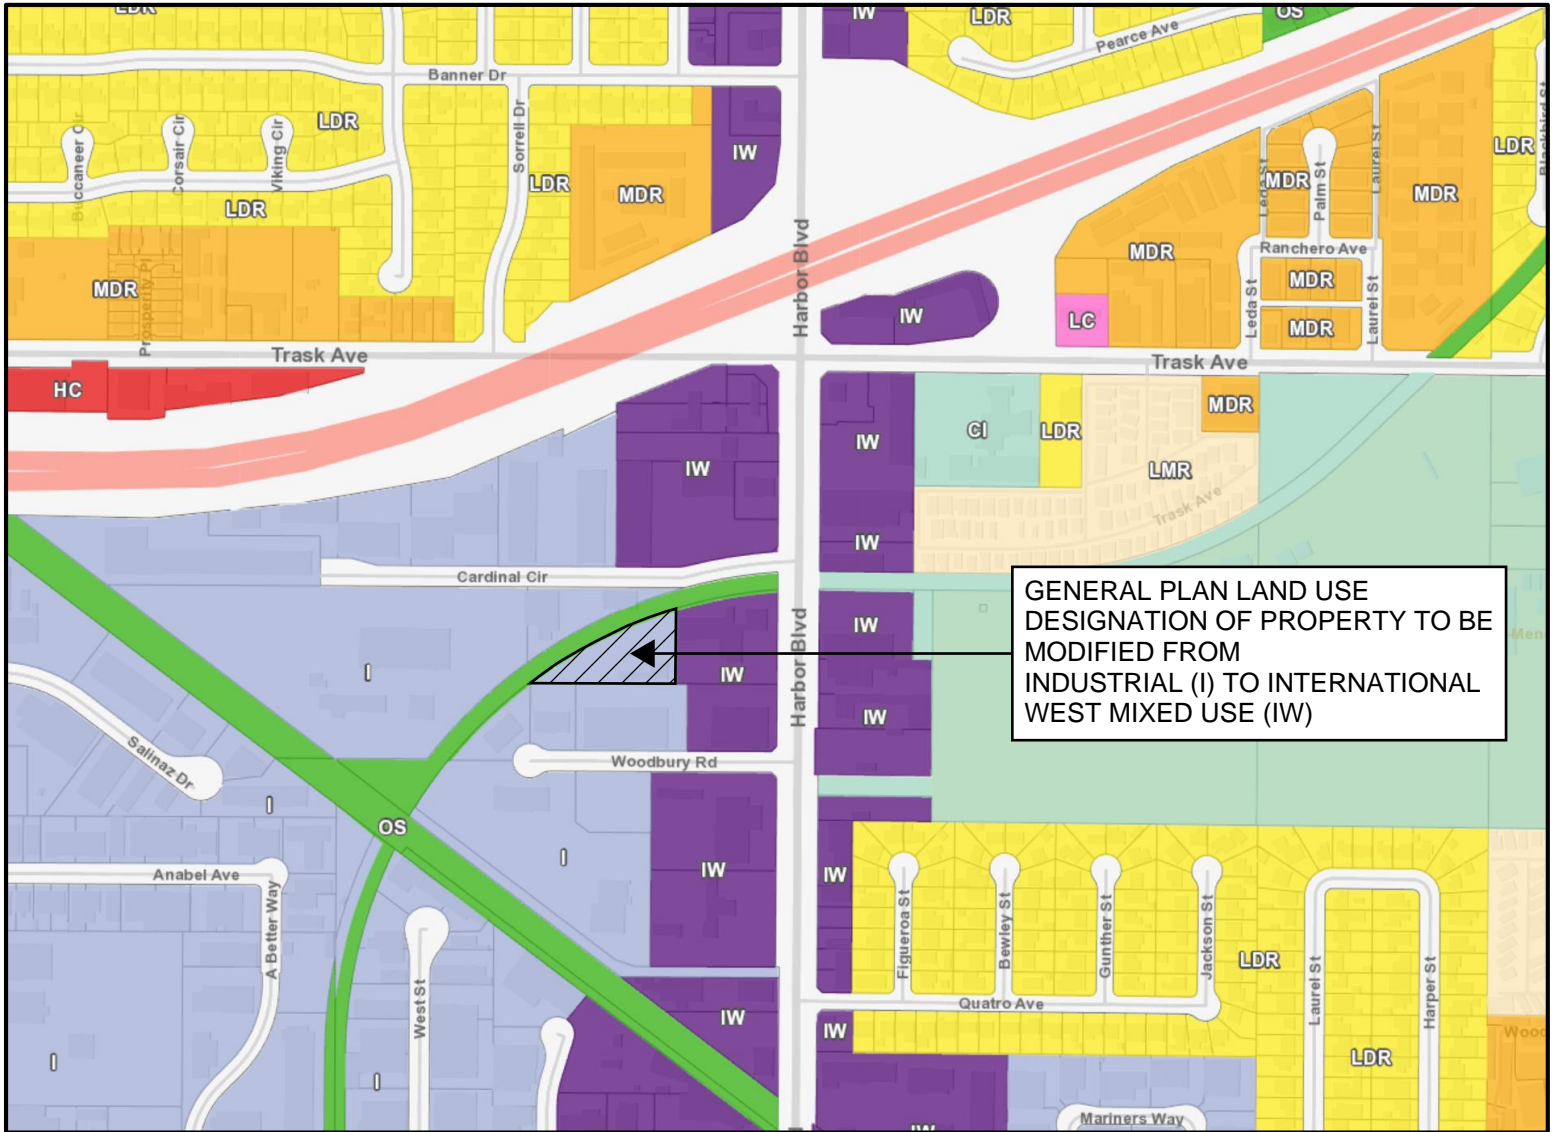 LDR
IW
LDR
OS
Pearce Ave
Banner Dr
LDR
Buccaneer Cir
Corsair Cir
Viking Cir
Sorrell Dr
IW
LDR
MDR
LDR
LDR
Blackbird St
Leda St
MDR
Palm St
Laurel St
MDR
Harbor Blvd
MDR
Ranchero Ave
MDR
Prosperity Pl
MDR
IW
LC
Leda St
MDR
Laurel St
Trask Ave
Trask Ave
HC
MDR
IW
IW
CI
LDR
LMR
Trask Ave
IW
Cardinal Cir
GENERAL PLAN LAND USE
DESIGNATION OF PROPERTY TO BE
MODIFIED FROM
INDUSTRIAL (I) TO INTERNATIONAL
WEST MIXED USE (IW)
Harbor Blvd
IW
I
IW
IW
Salinaz Dr
Woodbury Rd
I
OS
I
IW
IW
Anabel Ave
A Better Way
West St
Figueroa St
Bewley St
Gunther St
Jackson St
LDR
Laurel St
Harper St
IW
Quatro Ave
IW
I
I
LDR
Mariners Way
IW